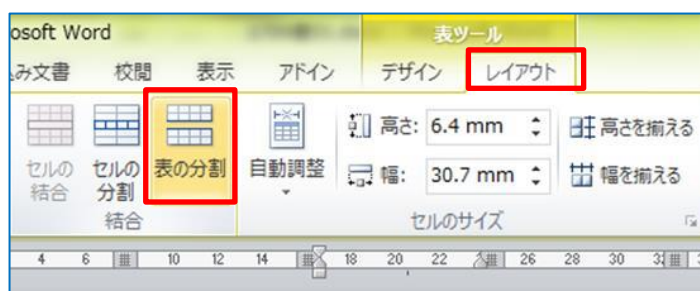 osoft Word
表ツール
み文書 校閲 表示 アドイン デザイン レイアウト
セルの結合
セルの分割
表の分割
自動調整
高さ: 6.4 mm
幅: 30.7 mm
高さを揃える
幅を揃える
結合 セルのサイズ
4 6 10 12 14 18 20 22 26 28 30